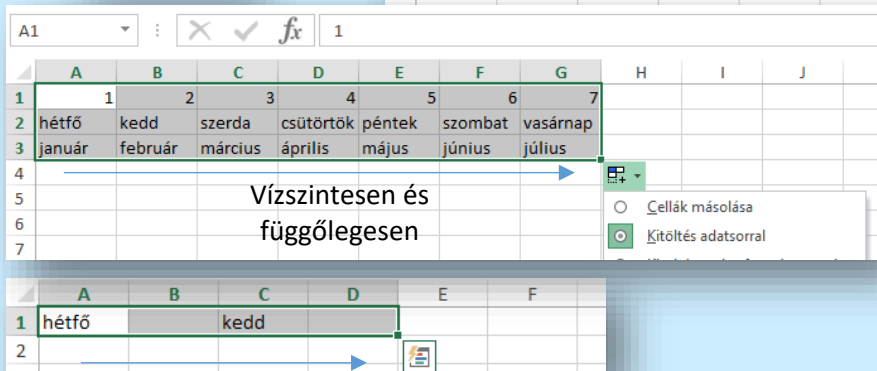 A1 fx 1
A B C D E F G H I J
1 1 2 3 4 5 6 7
2 hétfő kedd szerda csütörtök péntek szombat vasárnap
3 január február március április május június július
4
5 Vízszintesen és
Cellák másolása
6 függőlegesen
Kitöltés adatsorral
7
A B C D E F
1 hétfő kedd
2